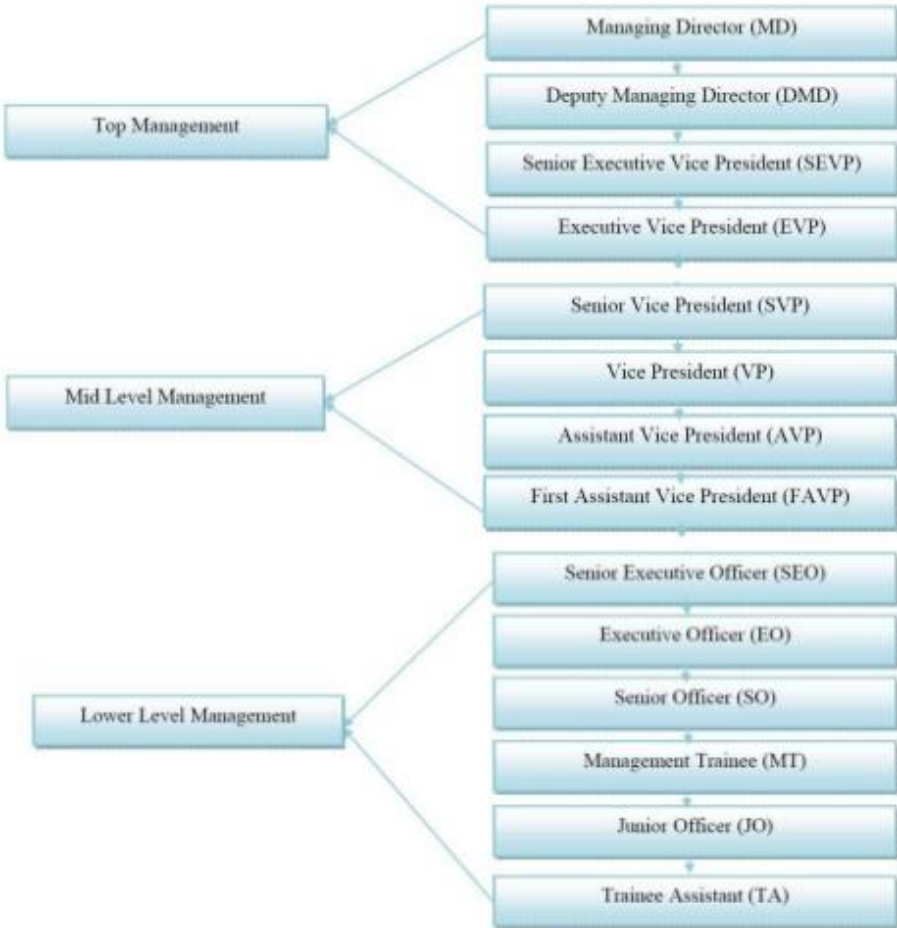 Managing Director (MD)
Deputy Managing Director (DMD)
Top Management
Senior Executive Vice President (SEVP)
Executive Vice President (EVP)
Senior Vice President (SVP)
Vice President (VP)
Mid Level Management
Assistant Vice President (AVP)
First Assistant Vice President (FAVP)
Senior Executive Officer (SEO)
Executive Officer (EO)
Senior Officer (SO)
Lower Level Management
Management Trainee (MT)
Junior Officer (JO)
Trainee Assistant (TA)